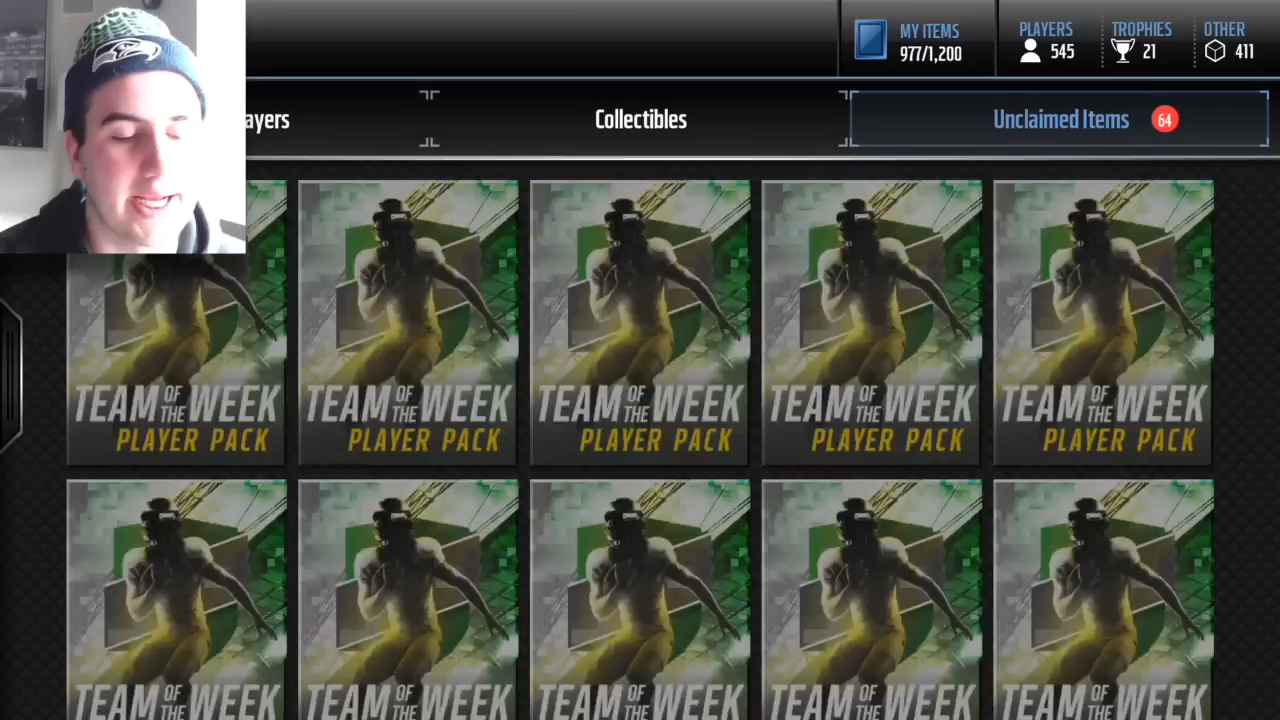 MY ITEMS
977/1,200
PLAYERS
545
TROPHIES
21
OTHER
411
ayers
Collectibles
Unclaimed Items
64
TEAM OF THE WEEK
PLAYER PACK
TEAM OF THE WEEK
PLAYER PACK
TEAM OF THE WEEK
PLAYER PACK
TEAM OF THE WEEK
PLAYER PACK
TEAM OF THE WEEK
PLAYER PACK
TEAM OF THE WEEK
TEAM OF THE WEEK
TEAM OF THE WEEK
TEAM OF THE WEEK
TEAM OF THE WEEK